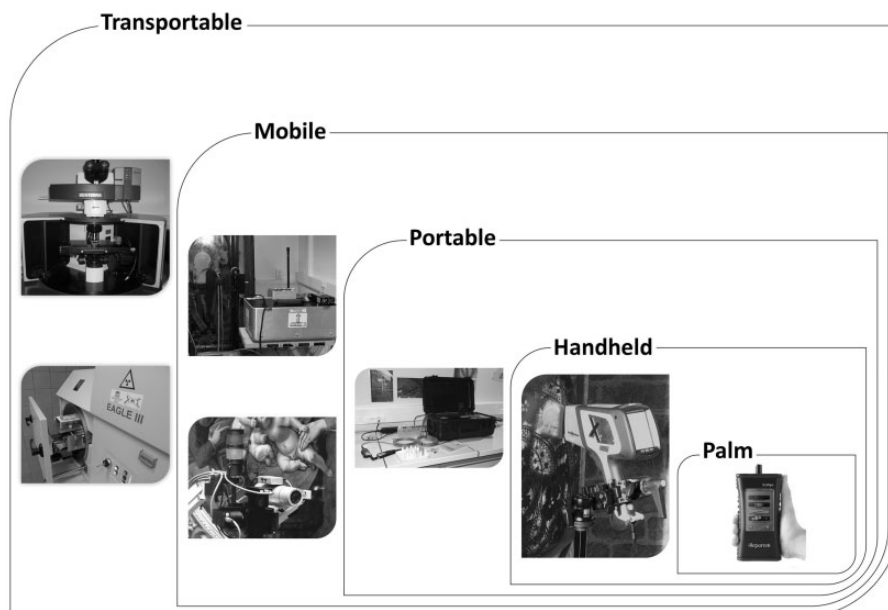 Transportable
Mobile
Portable
Handheld
Palm
EAGLE III